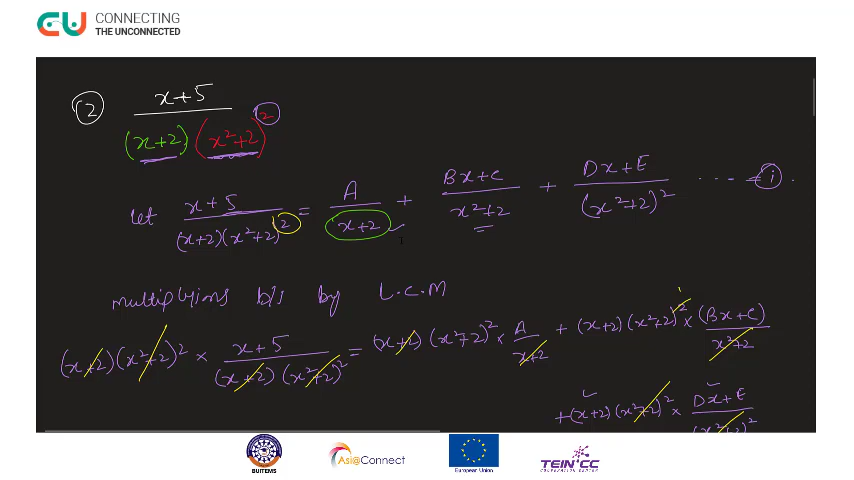 CONNECTING
THE UNCONNECTED
(2) x+5 / (x+2)(x²+2)²
let x+5 / (x+2)(x²+2)² = A / x+2 + Bx+C / x²+2 + Dx+E / (x²+2)² ..... (i) .
multiplying b/s by L.C.M
(x+2)(x²+2)² × x+5 / (x+2)(x²+2)² = (x+2)(x²+2)² × A / x+2 + (x+2)(x²+2)² × (Bx+C) / x²+2
+(x+2)(x²+2)² × Dx+E / (x²+2)²
BUITEMS
Asi@Connect
European Union
TEIN*CC